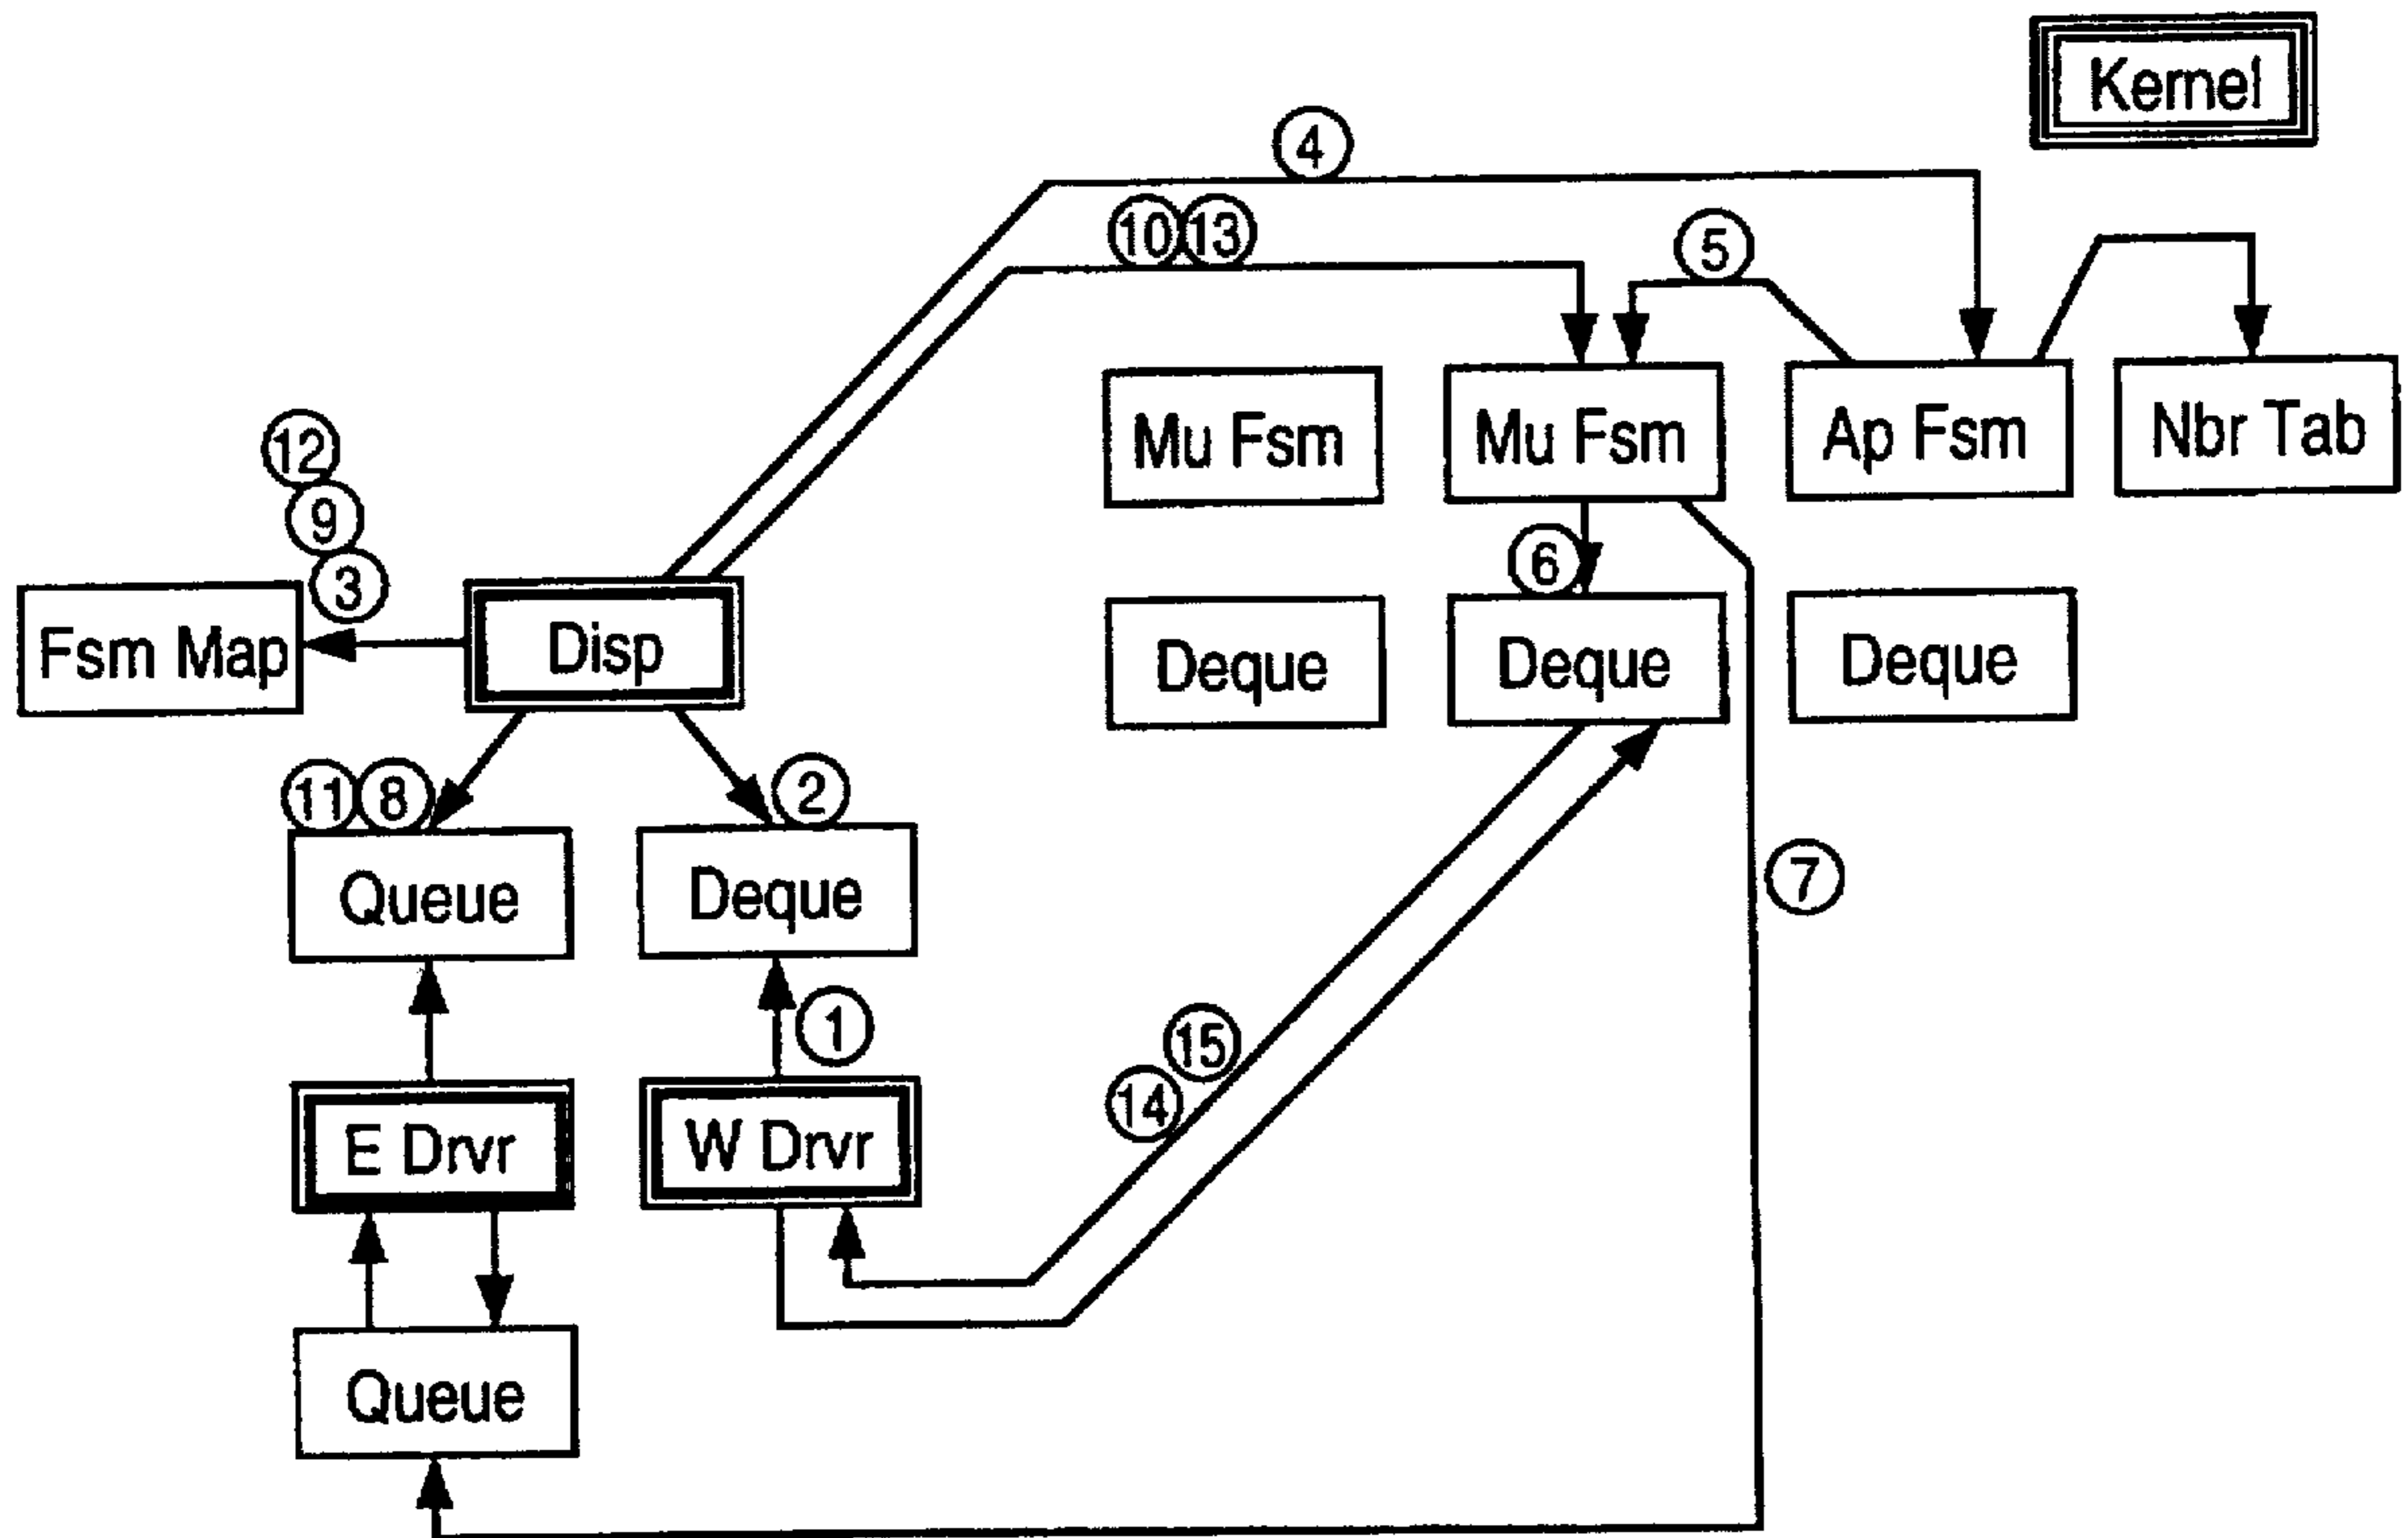 Kernel
4
10 13
5
Mu Fsm
Mu Fsm
Ap Fsm
Nbr Tab
12
9
3
6
Fsm Map
Disp
Deque
Deque
Deque
11 8
2
7
Queue
Deque
1
15
14
E Drvr
W Drvr
Queue